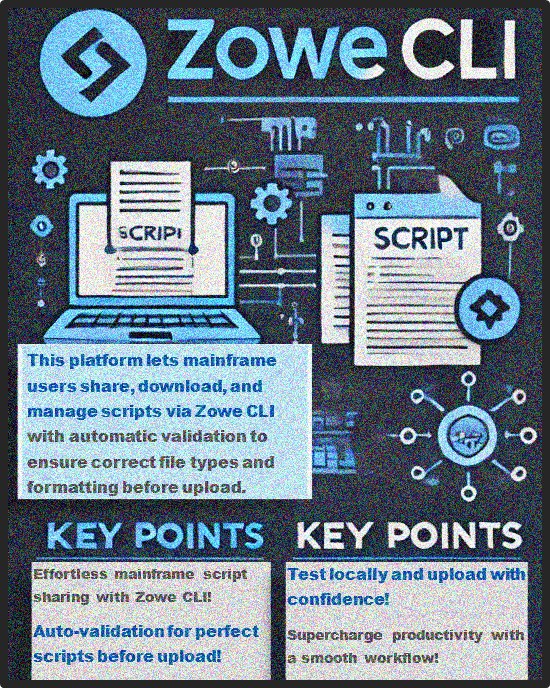 Zowe CLI
SCRIPT
SCRIPT
This platform lets mainframe
users share, download, and
manage scripts via Zowe CLI
with automatic validation to
ensure correct file types and
formatting before upload.
KEY POINTS
Effortless mainframe script
sharing with Zowe CLI!
Auto-validation for perfect
scripts before upload!
KEY POINTS
Test locally and upload with
confidence!
Supercharge productivity with
a smooth workflow!